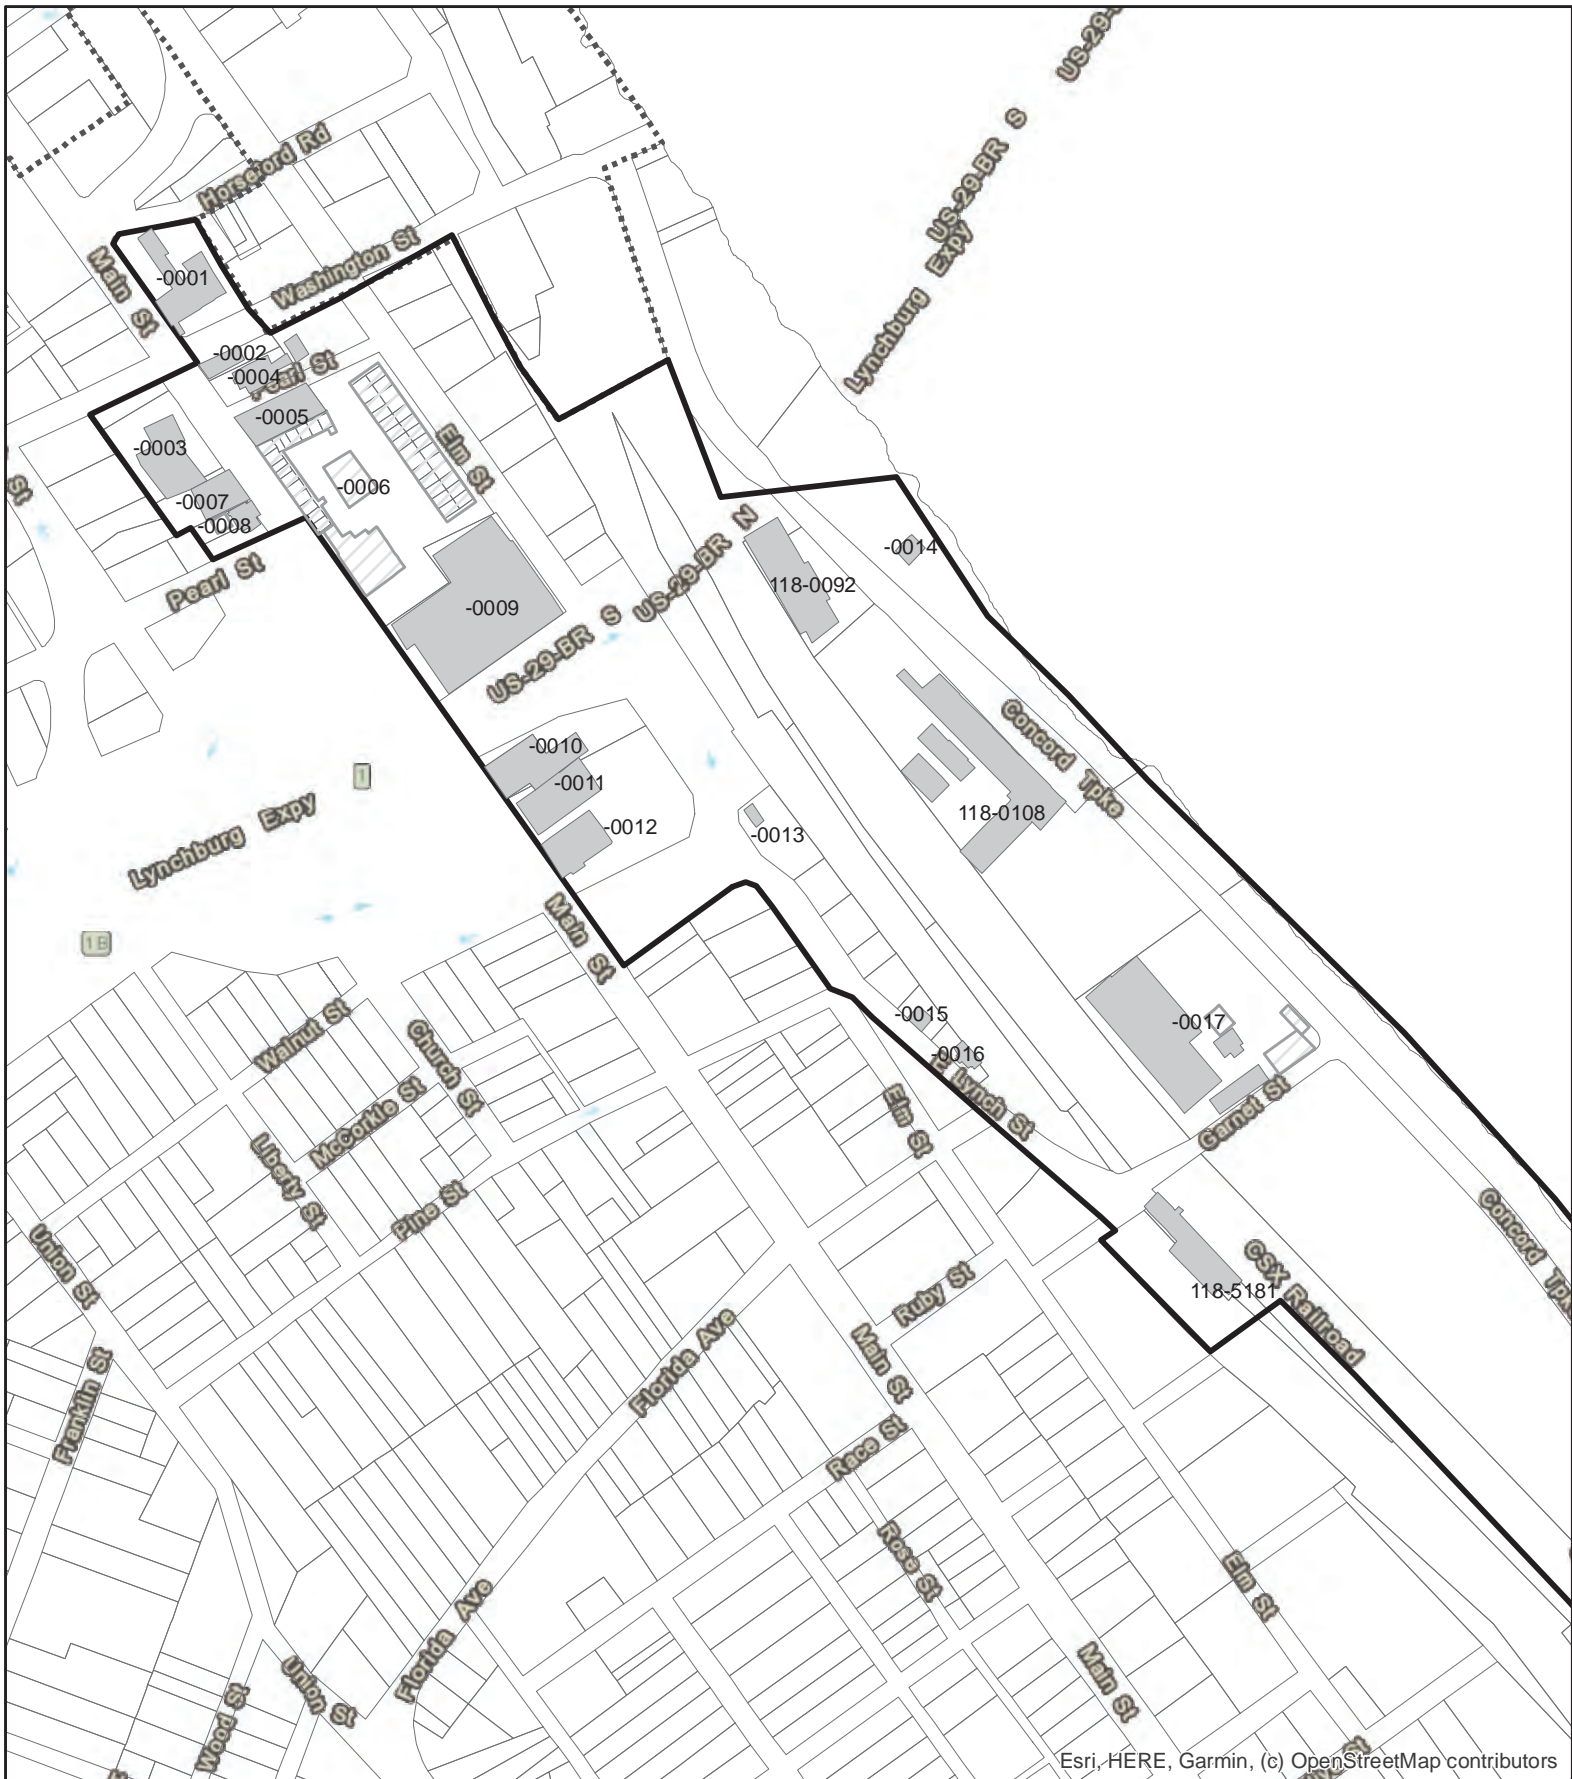 US-29-
Horseford Rd
US-29-BR S
Washington St
Lynchburg Expy
Main St
-0001
-0002
-0004
Pearl St
-0005
-0003
Elm St
St
-0006
-0007
-0008
US-29-BR N
-0014
Pearl St
118-0092
-0009
US-29-BR S
Concord Tpke
-0010
1
-0011
118-0108
-0012
-0013
Lynchburg Expy
Main St
1B
-0015
-0017
Walnut St
Church St
-0016
E Lynch St
McCorkle St
Elm St
Garnet St
Liberty St
Pine St
Union St
Concord Tpke
CSX Railroad
118-5181
Ruby St
Florida Ave
Main St
Franklin St
Race St
Rose St
Elm St
Florida Ave
Union St
Main St
Wood St
St
Esri, HERE, Garmin, (c) OpenStreetMap contributors